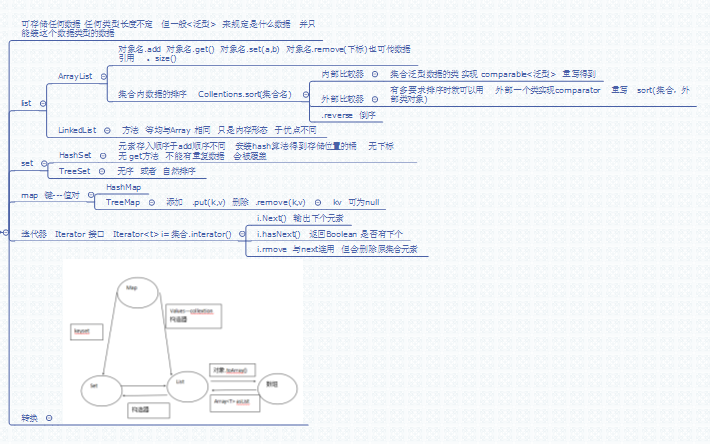 可存储任何数据 任何类型长度不定 但一般<泛型> 来规定是什么数据 并只
能装这个数据类型的数据
list
ArrayList
对象名.add 对象名.get() 对象名.set(a,b) 对象名.remove(下标)也可传数据
引用 。size()
集合内数据的排序 Collentions.sort(集合名)
内部比较器
集合泛型数据的类 实现 comparable<泛型> 重写得到
外部比较器
有多要求排序时就可以用 外部一个类实现comparator 重写 sort(集合，外
部类对象)
.reverse 倒序
LinkedList
方法 等均与Array 相同 只是内存形态 于优点不同
set
HashSet
元素存入顺序于add顺序不同 安装hash算法得到存储位置的桶 无下标
无 get方法 不能有重复数据 会被覆盖
TreeSet
无序 或者 自然排序
map 键---值对
HashMap
TreeMap
添加 .put(k,v) 删除 .remove(k,v)
kv 可为null
迭代器 Iterator 接口 Iterator<t> i= 集合.interator()
i.Next() 输出下个元素
i.hasNext() 返回Boolean 是否有下个
i.rmove 与next连用 但会删除原集合元素
Map
Values--collection
构造器
keyset
Set
List
对象.toArray()
数组
构造器
Array<T> asList
转换